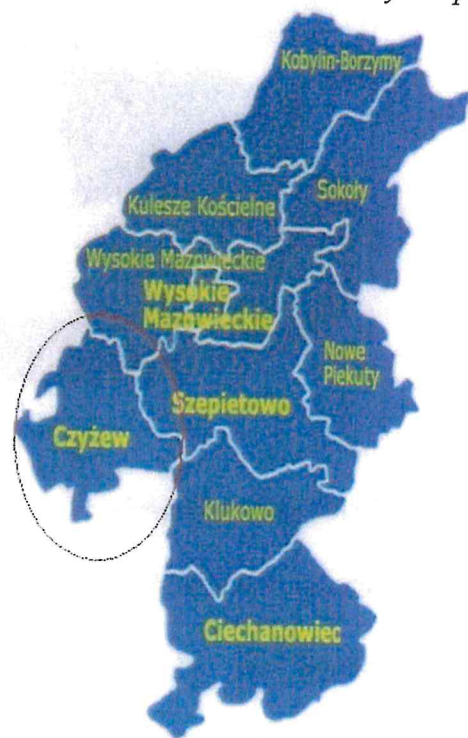 Kobylin-Borzymy
Sokoły
Kulesze Kościelne
Wysokie Mazowieckie
Wysokie
Mazowieckie
Nowe
Piekuty
Szepietowo
Czyżew
Klukowo
Ciechanowiec